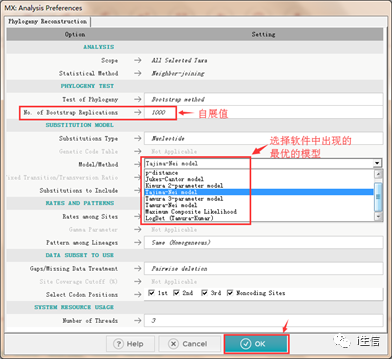 MX: Analysis Preferences
Phylogeny Reconstruction
Option Setting
ANALYSIS
Scope → All Selected Taxa
Statistical Method → Neighbor-joining
PHYLOGENY TEST
Test of Phylogeny → Bootstrap method
No. of Bootstrap Replications → 1000
自展值
SUBSTITUTION MODEL
Substitutions Type → Nucleotide
选择软件中出现的
最优的模型
Genetic Code Table → Not Applicable
Model/Method → Tajima-Nei model
p-distance
Jukes-Cantor model
Kimura 2-parameter model
Tajima-Nei model
Tamura 3-parameter model
Tamura-Nei model
Maximum Composite Likelihood
LogDet (Tamura-Kumar)
ixed Transition/Transversion Ratio →
Substitutions to Include →
RATES AND PATTERNS
Rates among Sites →
Gamma Parameter → Not Applicable
Pattern among Lineages → Same (Homogeneous)
DATA SUBSET TO USE
Gaps/Missing Data Treatment → Pairwise deletion
Site Coverage Cutoff (%) → Not Applicable
Select Codon Positions → 1st 2nd 3rd Noncoding Sites
SYSTEM RESOURCE USAGE
Number of Threads → 3
? Help × Cancel ✓ OK
i生信